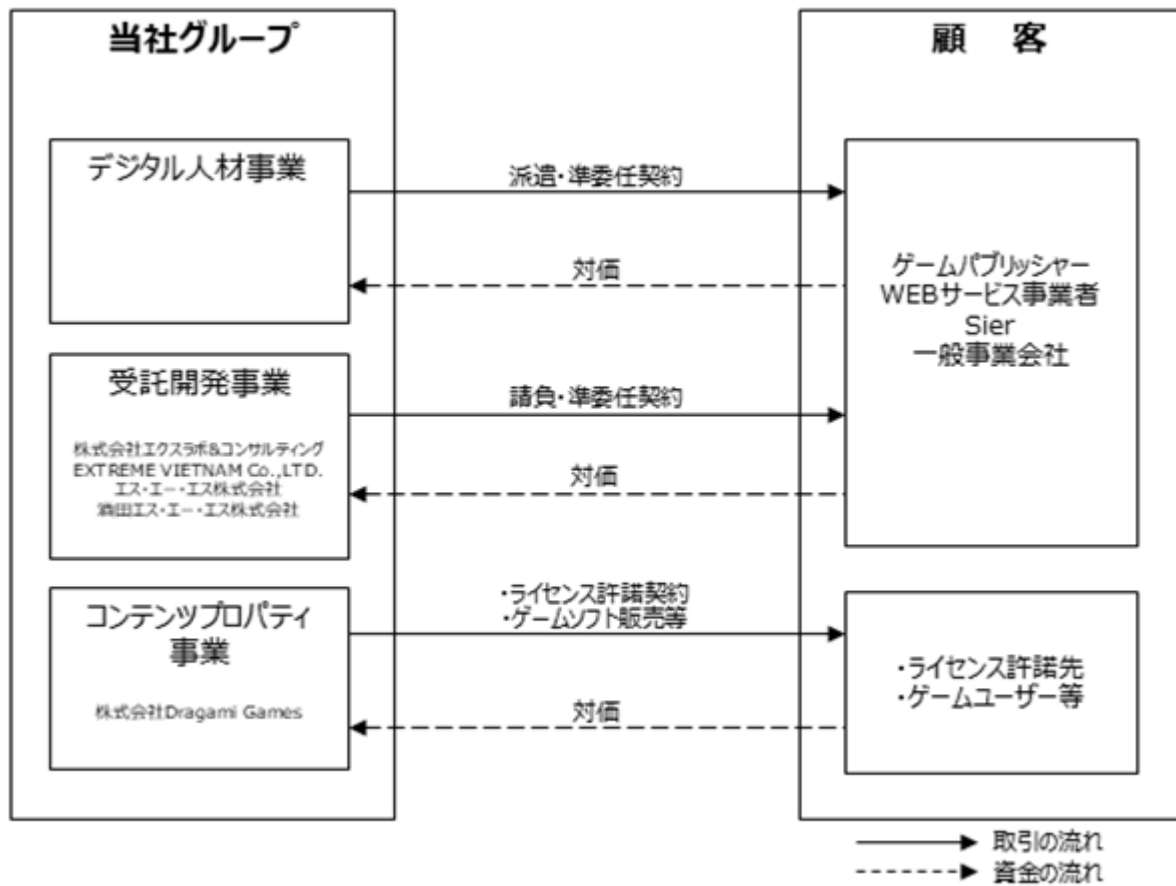 当社グループ
顧 客
デジタル人材事業
派遣・準委任契約
対価
ゲームパブリッシャー
WEBサービス事業者
Sier
一般事業会社
受託開発事業
株式会社エクスラボ&コンサルティング
EXTREME VIETNAM Co.,LTD.
エス・エー・エス株式会社
酒田エス・エー・エス株式会社
請負・準委任契約
対価
コンテンツプロパティ
事業
株式会社Dragami Games
・ライセンス許諾契約
・ゲームソフト販売等
対価
・ライセンス許諾先
・ゲームユーザー等
取引の流れ
資金の流れ